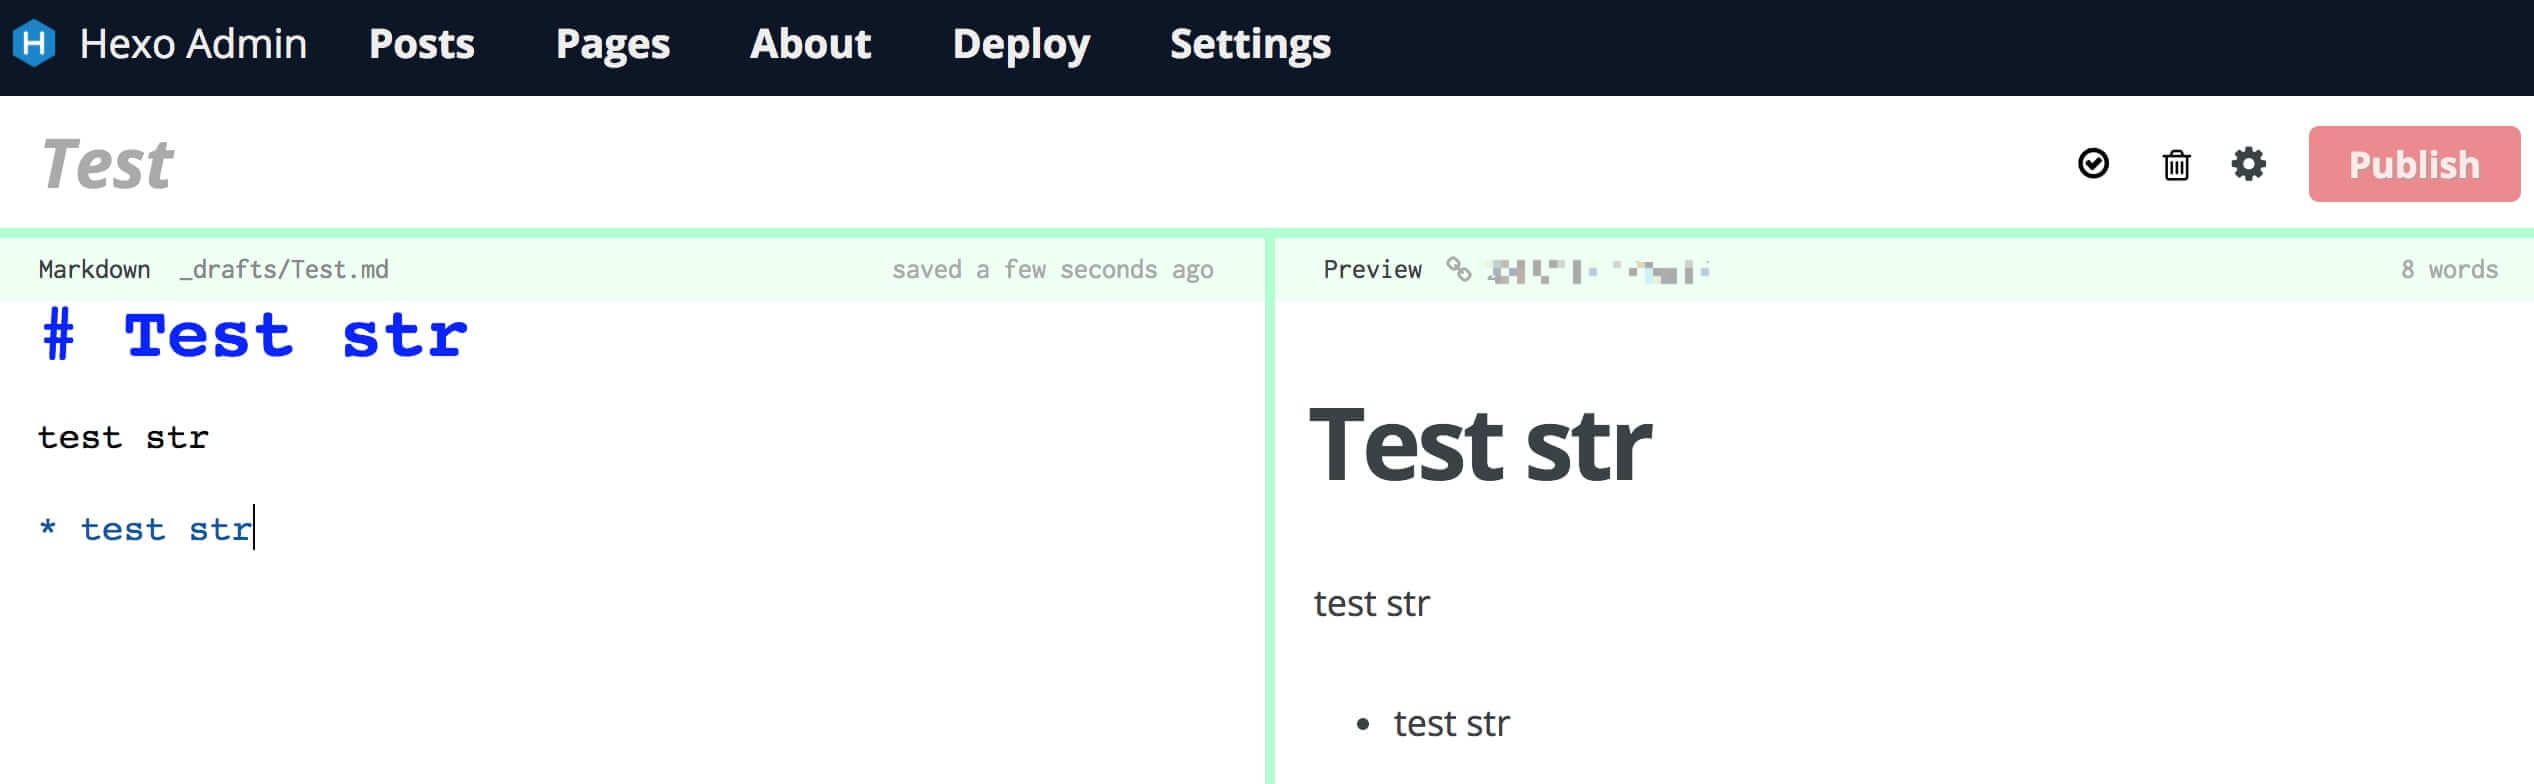 H Hexo Admin Posts Pages About Deploy Settings
Test
Publish
Markdown _drafts/Test.md saved a few seconds ago
# Test str
test str
* test str
Preview 8 words
Test str
test str
• test str